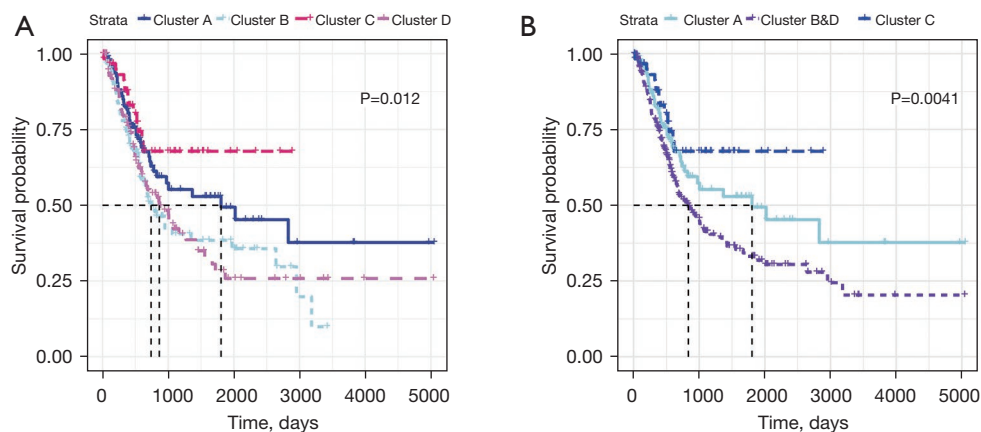 A
Strata Cluster A Cluster B Cluster C Cluster D
1.00
0.75
0.50
0.25
0.00
Survival probability
P=0.012
0 1000 2000 3000 4000 5000
Time, days
B
Strata Cluster A Cluster B&D Cluster C
1.00
0.75
0.50
0.25
0.00
Survival probability
P=0.0041
0 1000 2000 3000 4000 5000
Time, days